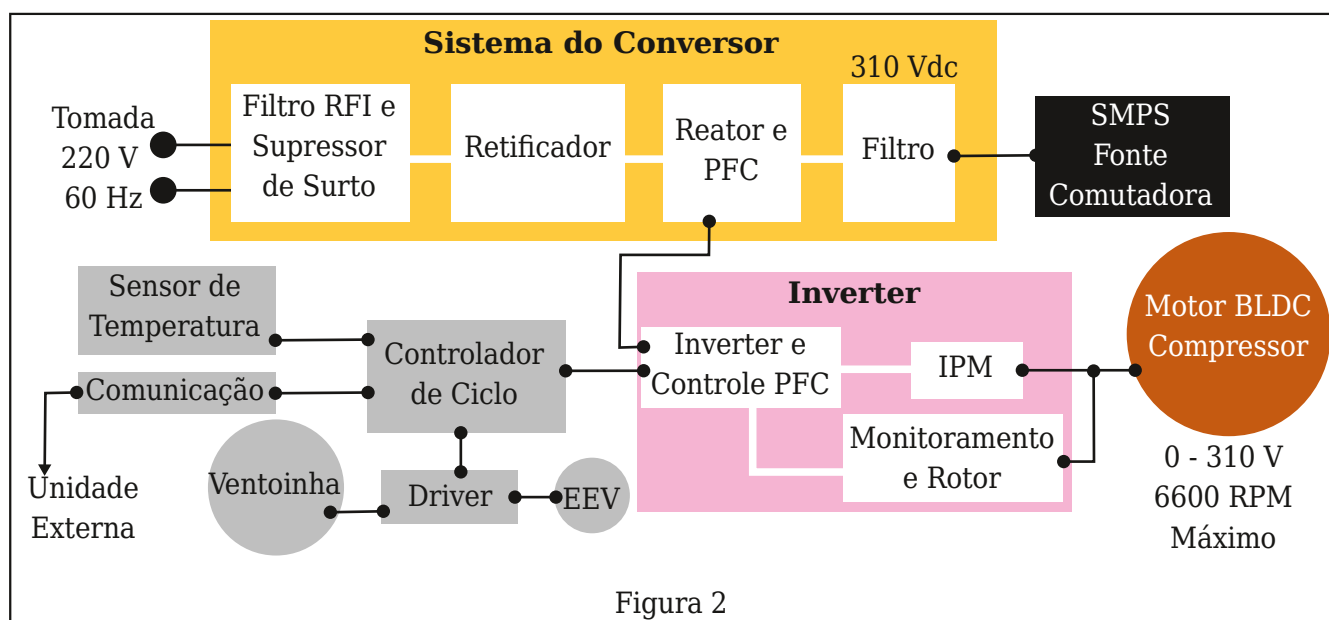 Sistema do Conversor
310 Vdc
Tomada
220 V
60 Hz
Filtro RFI e
Supressor
de Surto
Retificador
Reator e
PFC
Filtro
SMPS
Fonte
Comutadora
Sensor de
Temperatura
Comunicação
Controlador
de Ciclo
Inverter
Inverter e
Controle PFC
IPM
Monitoramento
e Rotor
Motor BLDC
Compressor
0 - 310 V
6600 RPM
Máximo
Unidade
Externa
Ventoinha
Driver
EEV
Figura 2